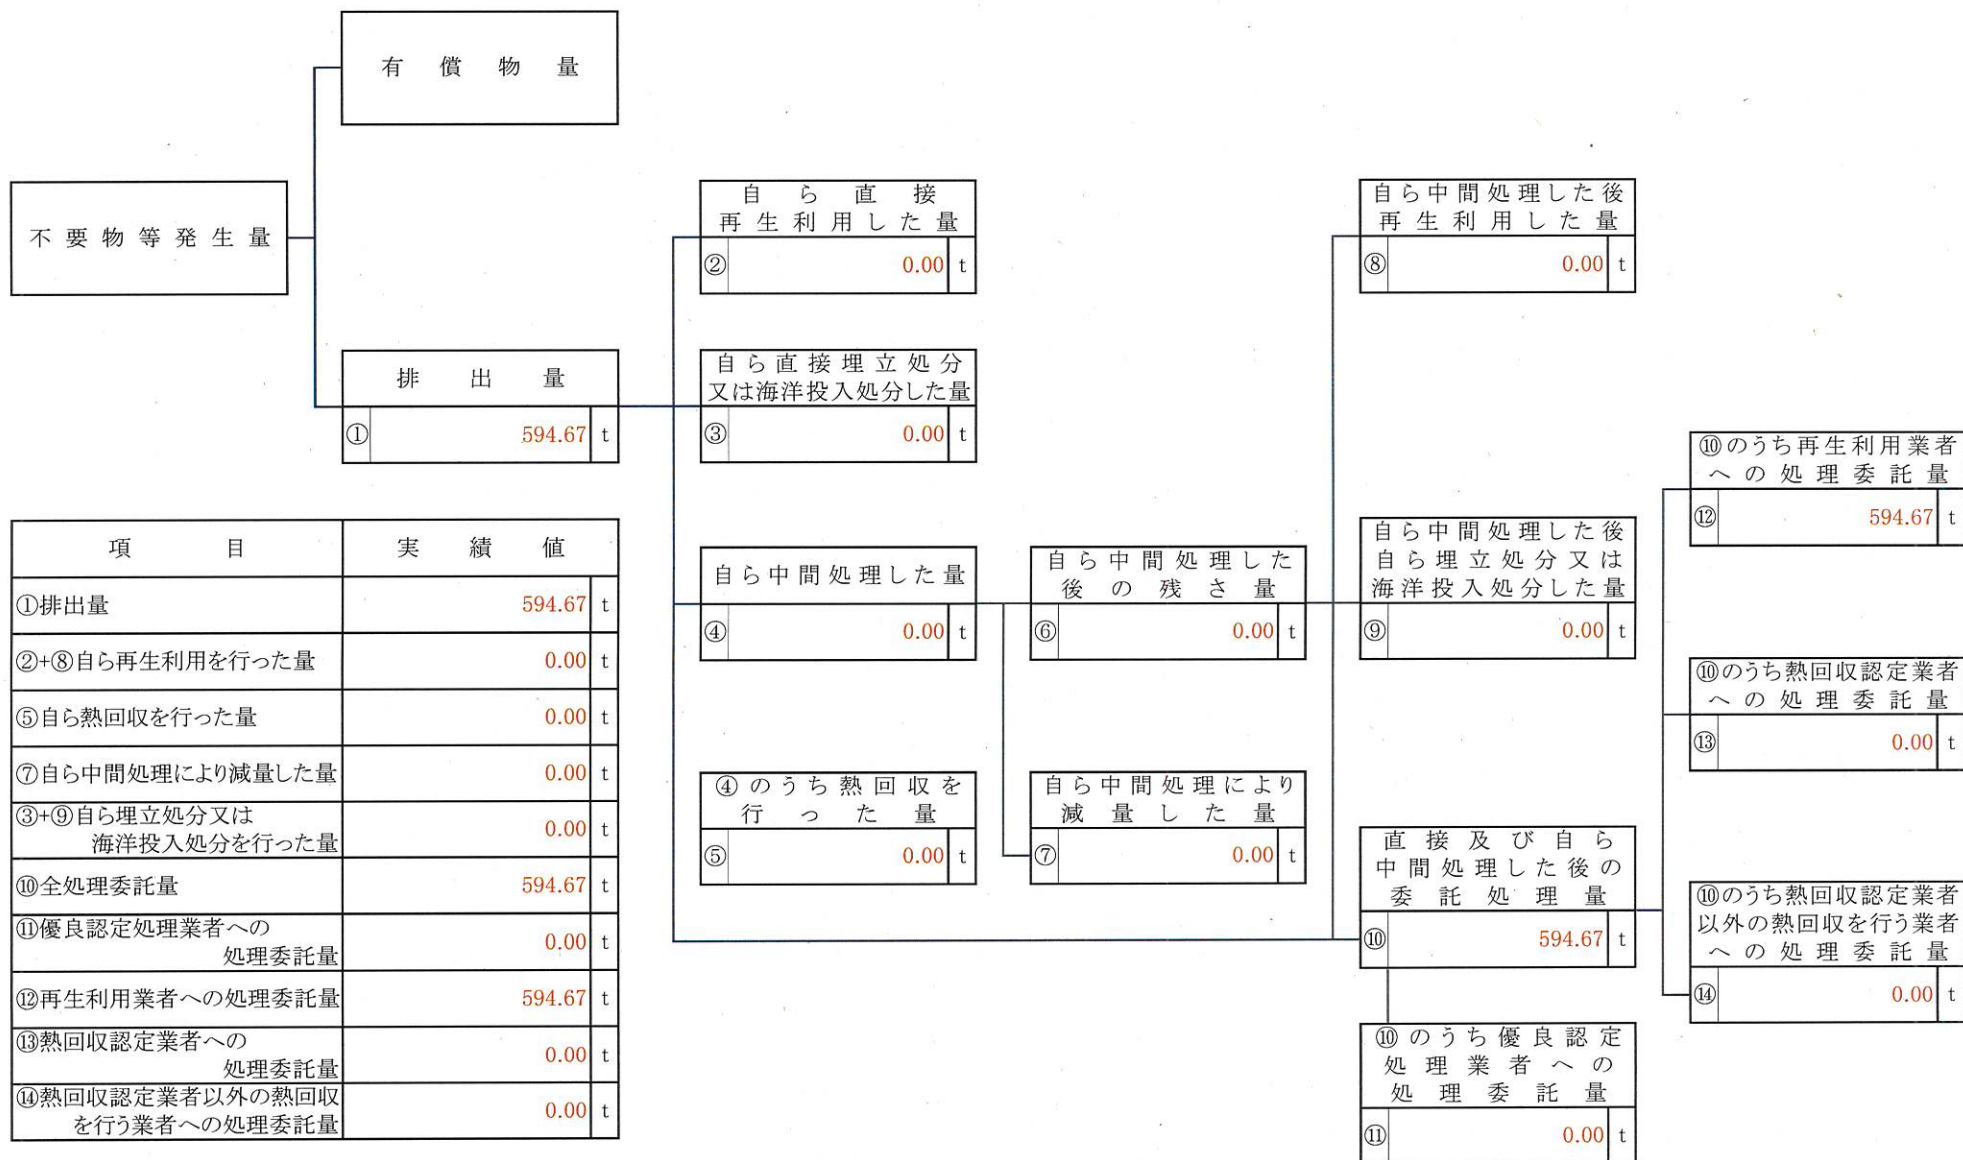 有償物量
不要物等発生量
排出量
① 594.67 t
自ら直接
再生利用した量
② 0.00 t
自ら直接埋立処分
又は海洋投入処分した量
③ 0.00 t
自ら中間処理した量
④ 0.00 t
④のうち熱回収を
行った量
⑤ 0.00 t
自ら中間処理した
後の残さ量
⑥ 0.00 t
自ら中間処理により
減量した量
⑦ 0.00 t
自ら中間処理した後
再生利用した量
⑧ 0.00 t
自ら中間処理した後
自ら埋立処分又は
海洋投入処分した量
⑨ 0.00 t
直接及び自ら
中間処理した後の
委託処理量
⑩ 594.67 t
⑩のうち優良認定
処理業者への
処理委託量
⑪ 0.00 t
⑩のうち再生利用業者
への処理委託量
⑫ 594.67 t
⑩のうち熱回収認定業者
への処理委託量
⑬ 0.00 t
⑩のうち熱回収認定業者
以外の熱回収を行う業者
への処理委託量
⑭ 0.00 t
項目 実績値
①排出量 594.67 t
②+⑧自ら再生利用を行った量 0.00 t
⑤自ら熱回収を行った量 0.00 t
⑦自ら中間処理により減量した量 0.00 t
③+⑨自ら埋立処分又は
海洋投入処分を行った量 0.00 t
⑩全処理委託量 594.67 t
⑪優良認定処理業者への
処理委託量 0.00 t
⑫再生利用業者への処理委託量 594.67 t
⑬熱回収認定業者への
処理委託量 0.00 t
⑭熱回収認定業者以外の熱回収
を行う業者への処理委託量 0.00 t